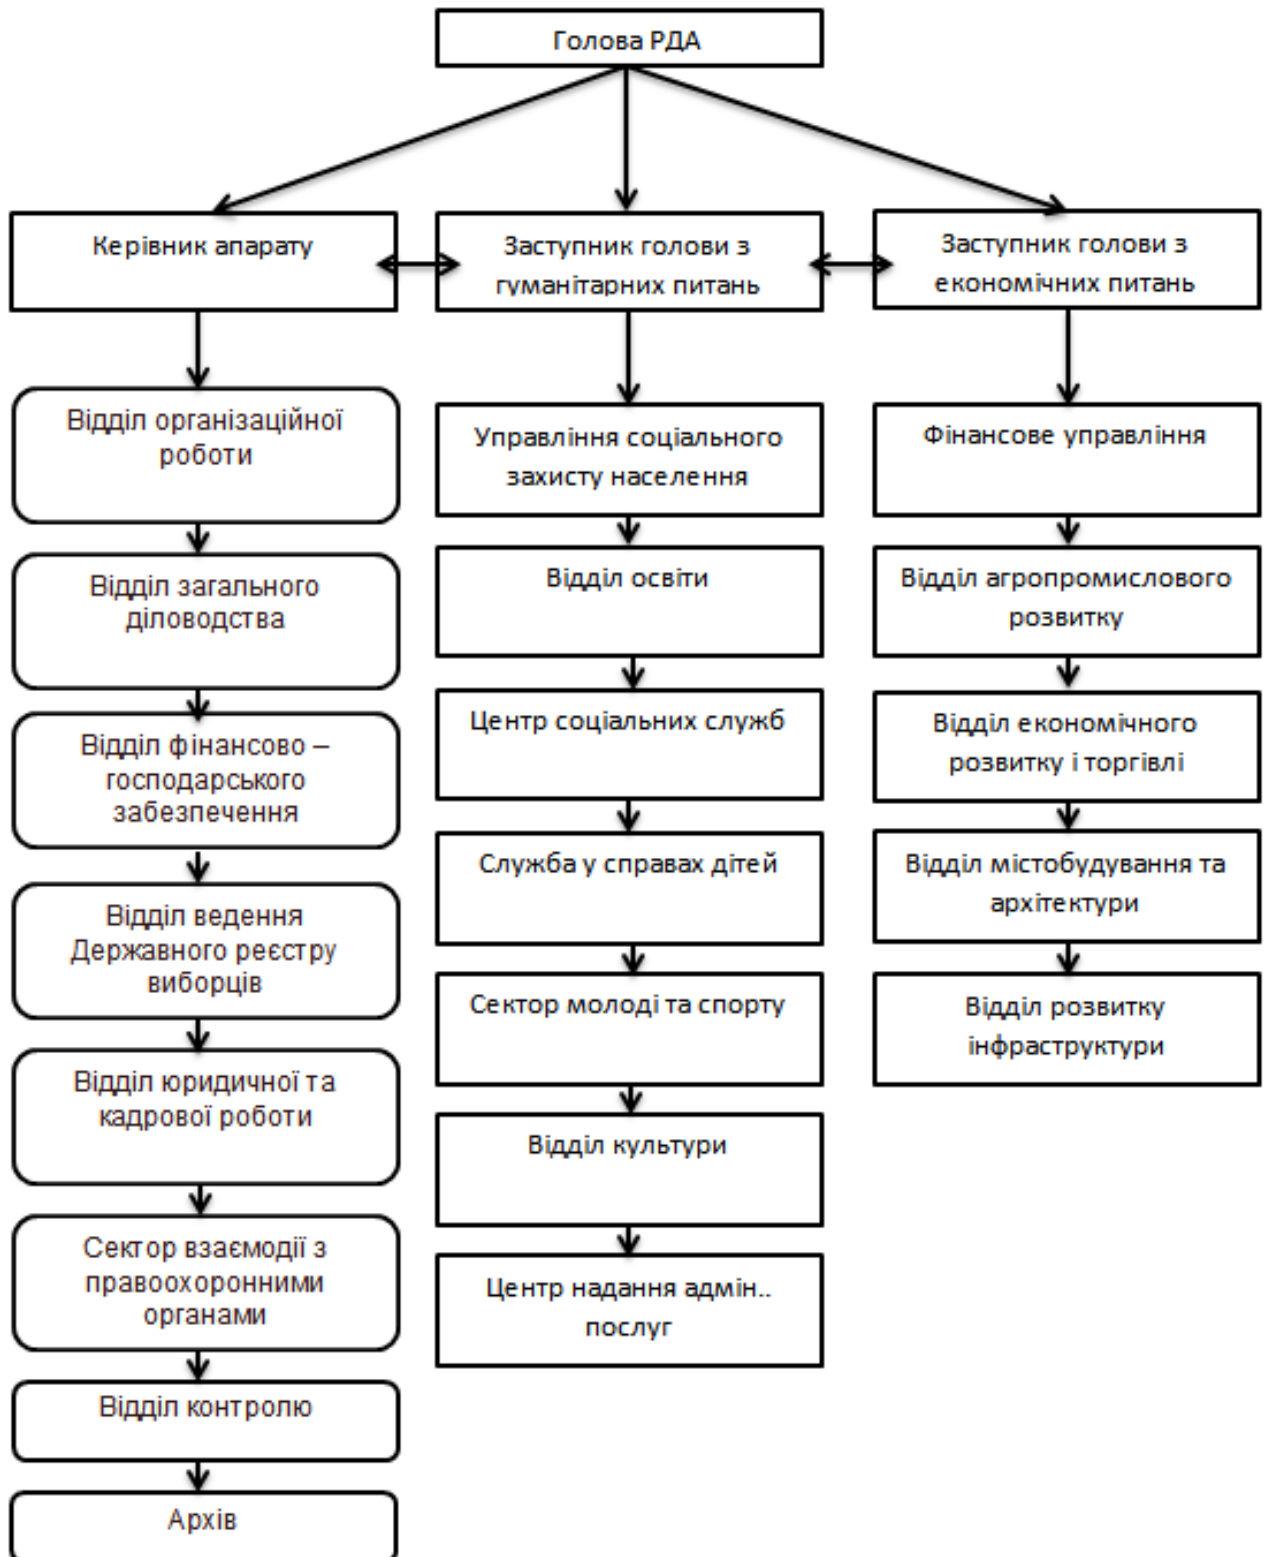 Голова РДА
Керівник апарату
Заступник голови з
гуманітарних питань
Заступник голови з
економічних питань
Відділ організаційної
роботи
Відділ загального
діловодства
Відділ фінансово –
господарського
забезпечення
Відділ ведення
Державного реєстру
виборців
Відділ юридичної та
кадрової роботи
Сектор взаємодії з
правоохоронними
органами
Відділ контролю
Архів
Управління соціального
захисту населення
Відділ освіти
Центр соціальних служб
Служба у справах дітей
Сектор молоді та спорту
Відділ культури
Центр надання адмін..
послуг
Фінансове управління
Відділ агропромислового
розвитку
Відділ економічного
розвитку і торгівлі
Відділ містобудування та
архітектури
Відділ розвитку
інфраструктури